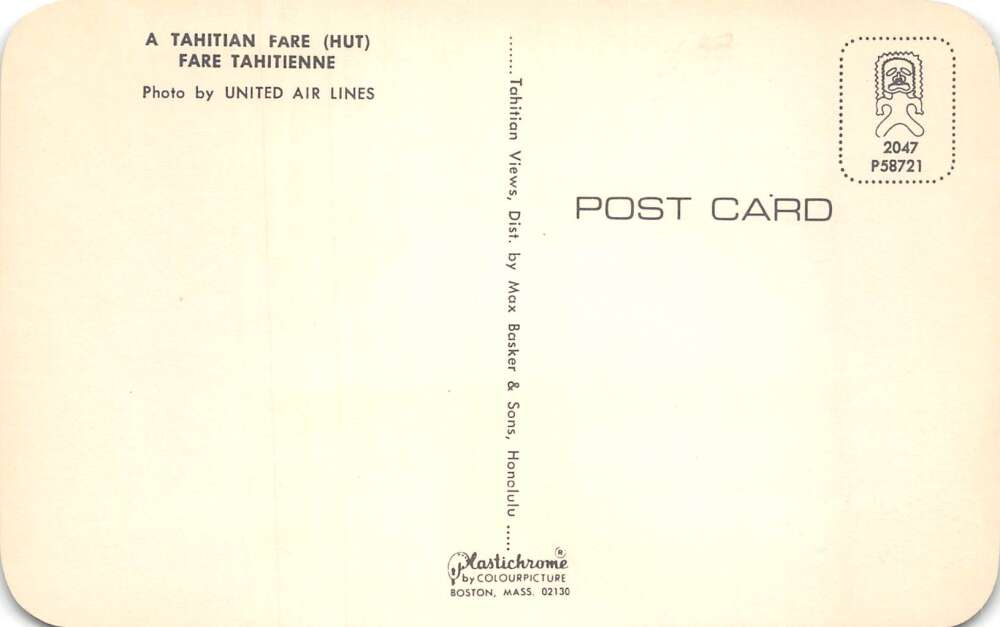 A TAHITIAN FARE (HUT)
FARE TAHITIENNE
Photo by UNITED AIR LINES
.......Tahitian Views, Dist. by Max Basker & Sons, Honolulu ......
2047
P58721
POST CARD
Plastichrome ®
by COLOURPICTURE
BOSTON, MASS. 02130